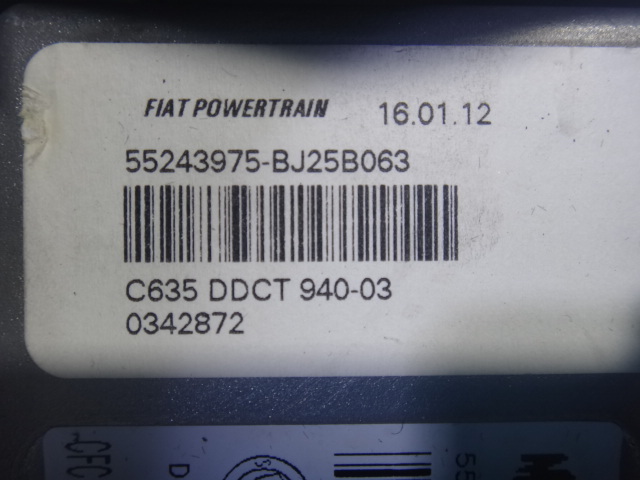 FIAT POWERTRAIN 16.01.12
55243975-BJ25B063
C635 DDCT 940-03
0342872